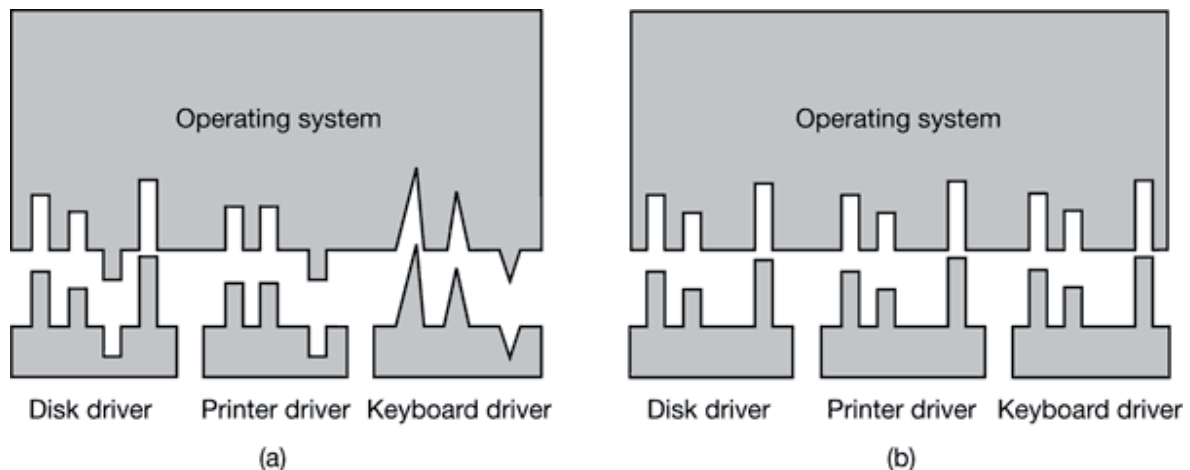 Operating system
Disk driver Printer driver Keyboard driver
(a)
Operating system
Disk driver Printer driver Keyboard driver
(b)